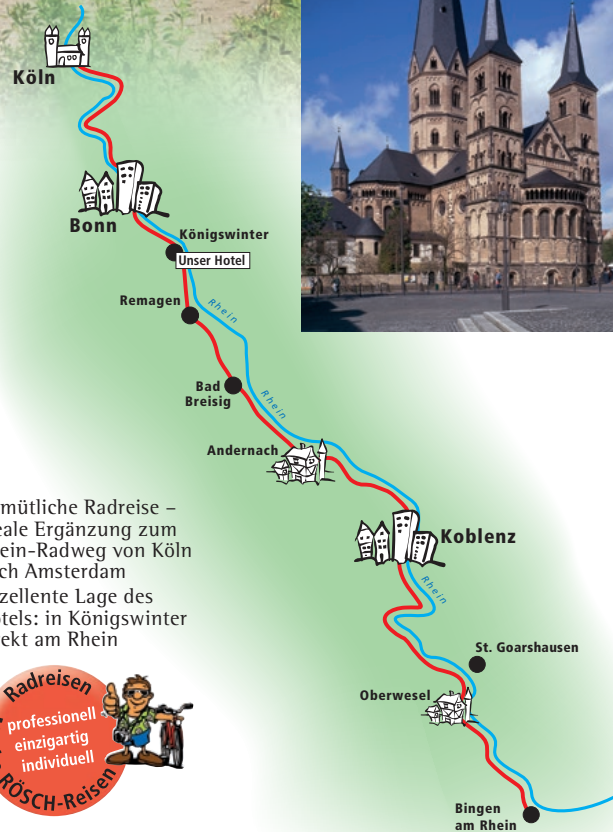 Köln
Bonn
Königswinter
Unser Hotel
Remagen
Rhein
Bad
Breisig
Rhein
Andernach
Koblenz
Rhein
St. Goarshausen
Oberwesel
Bingen
am Rhein
mütliche Radreise –
eale Ergänzung zum
ein-Radweg von Köln
ch Amsterdam
zellente Lage des
otels: in Königswinter
ekt am Rhein
Radreisen
professionell
einzigartig
individuell
RÖSCH-Reisen